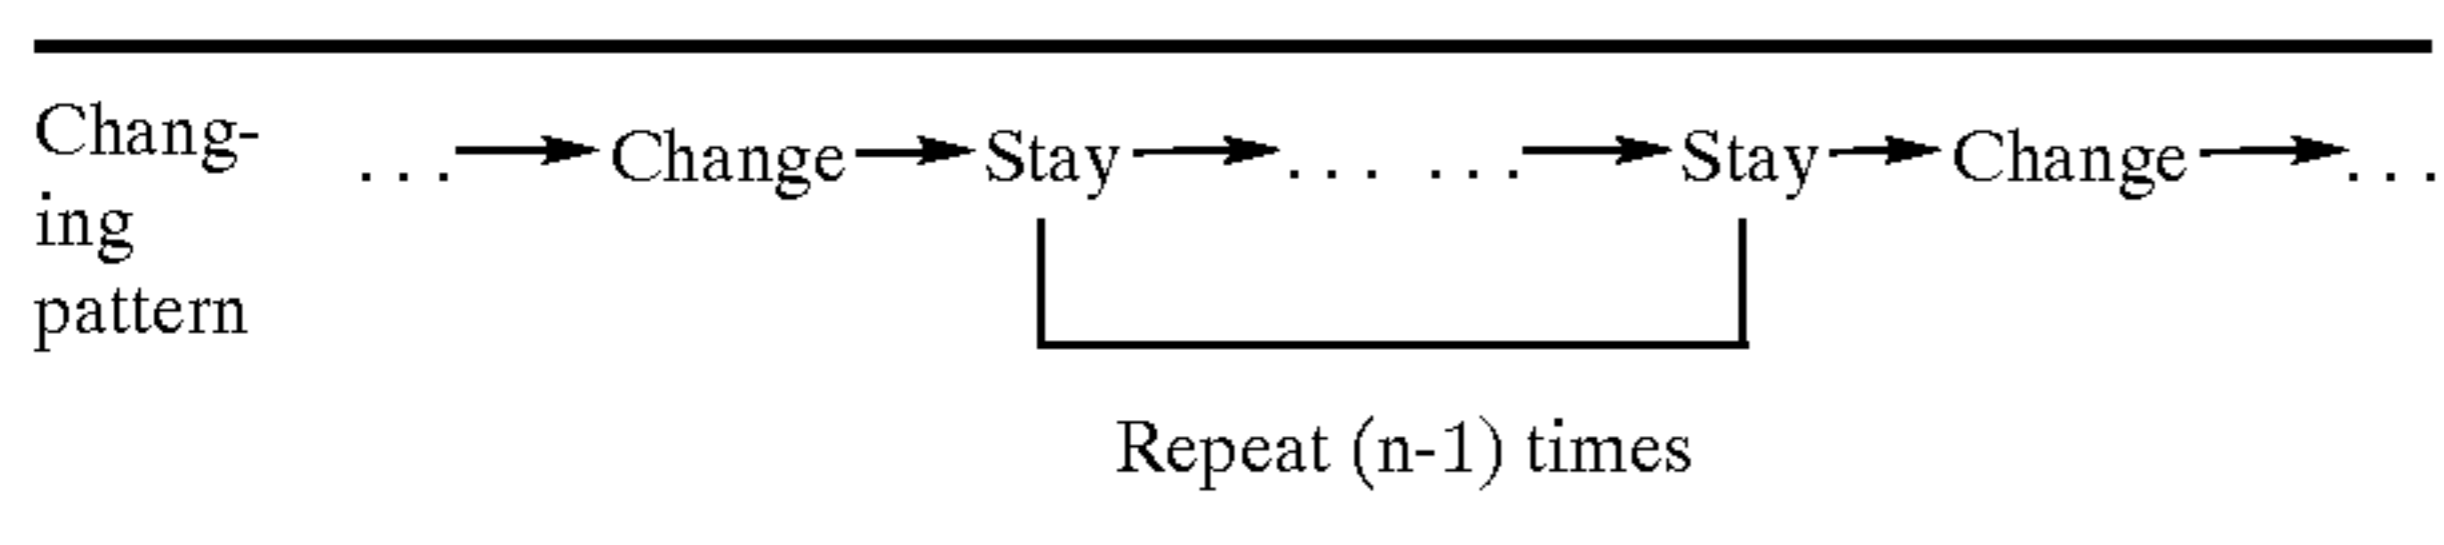 Chang-
ing
pattern
. . . → Change → Stay → . . . . . . → Stay → Change → . . .
Repeat (n-1) times